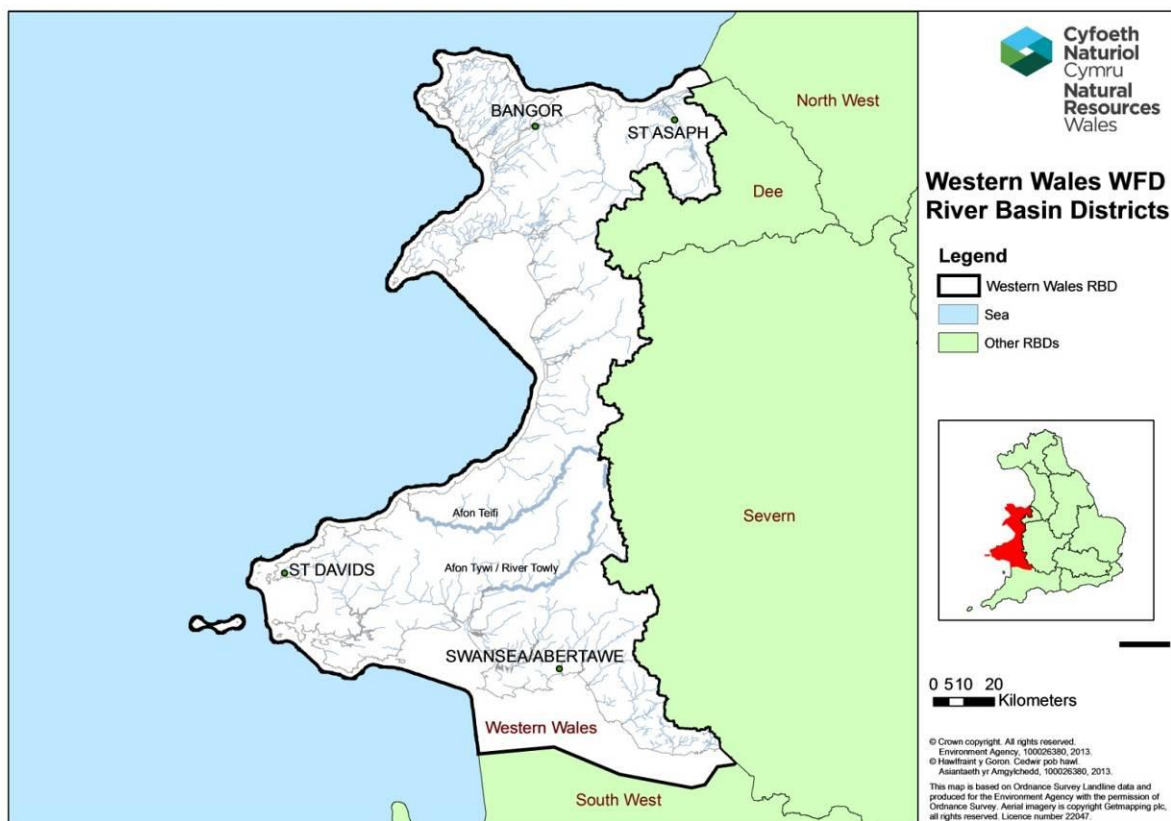 Cyfoeth
Naturiol
Cymru
Natural
Resources
Wales
North West
BANGOR
ST ASAPH
Dee
Western Wales WFD
River Basin Districts
Legend
Western Wales RBD
Sea
Other RBDs
Afon Teifi
Severn
Afon Tywi / River Towly
ST DAVIDS
SWANSEA/ABERTAWE
Western Wales
South West
0 510 20
Kilometers
© Crown copyright. All rights reserved.
Environment Agency, 100026380, 2013.
© Hawlfraint y Goron. Cedwir pob hawl.
Asiantaeth yr Amgylchedd, 100026380, 2013.
This map is based on Ordnance Survey Landline data and
produced for the Environment Agency with the permission of
Ordnance Survey. Aerial imagery is copyright Getmapping plc,
all rights reserved. Licence number 22047.